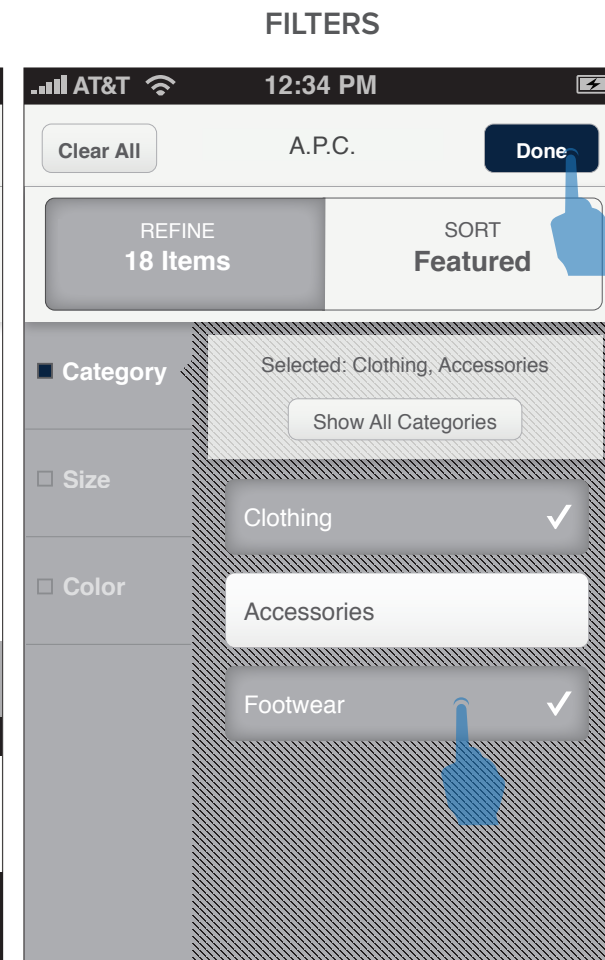 FILTERS
AT&T 12:34 PM
Clear All A.P.C. Done
REFINE SORT
18 Items Featured
Category
Selected: Clothing, Accessories
Show All Categories
Size
Clothing
Color
Accessories
Footwear